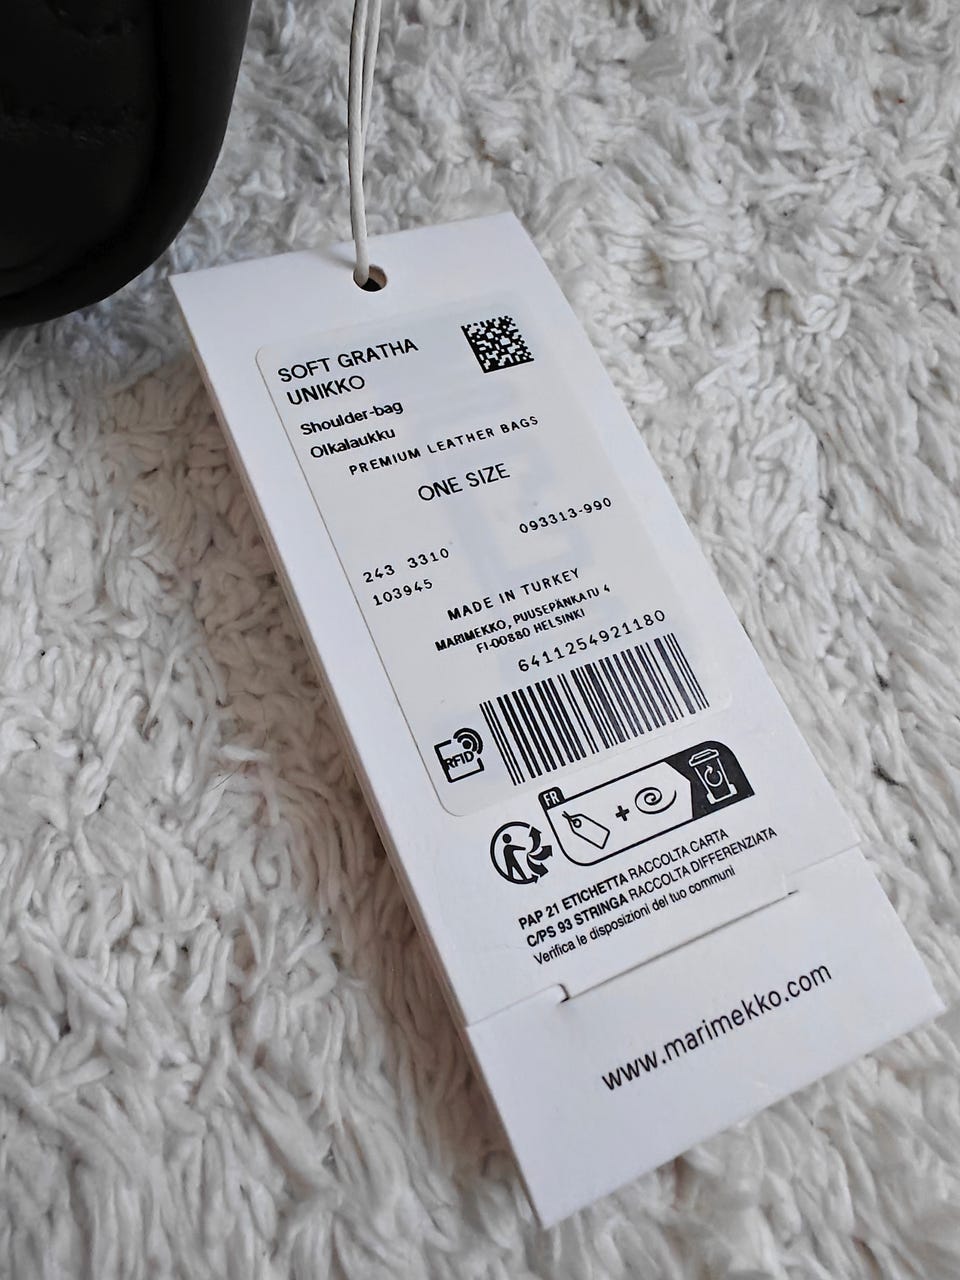 SOFT GRATHA
UNIKKO
Shoulder-bag
Olkalaukku
PREMIUM LEATHER BAGS
ONE SIZE
093313-990
243 3310
103945
MADE IN TURKEY
MARIMEKKO, PUUSEPÄNKATU 4
FI-00880 HELSINKI
6411254921180
RFID
FR
PAP 21 ETICHETTA RACCOLTA CARTA
C/PS 93 STRINGA RACCOLTA DIFFERENZIATA
Verifica le disposizioni del tuo communi
www.marimekko.com